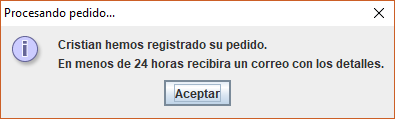 Procesando pedido...
Cristian hemos registrado su pedido.
En menos de 24 horas recibira un correo con los detalles.
Aceptar